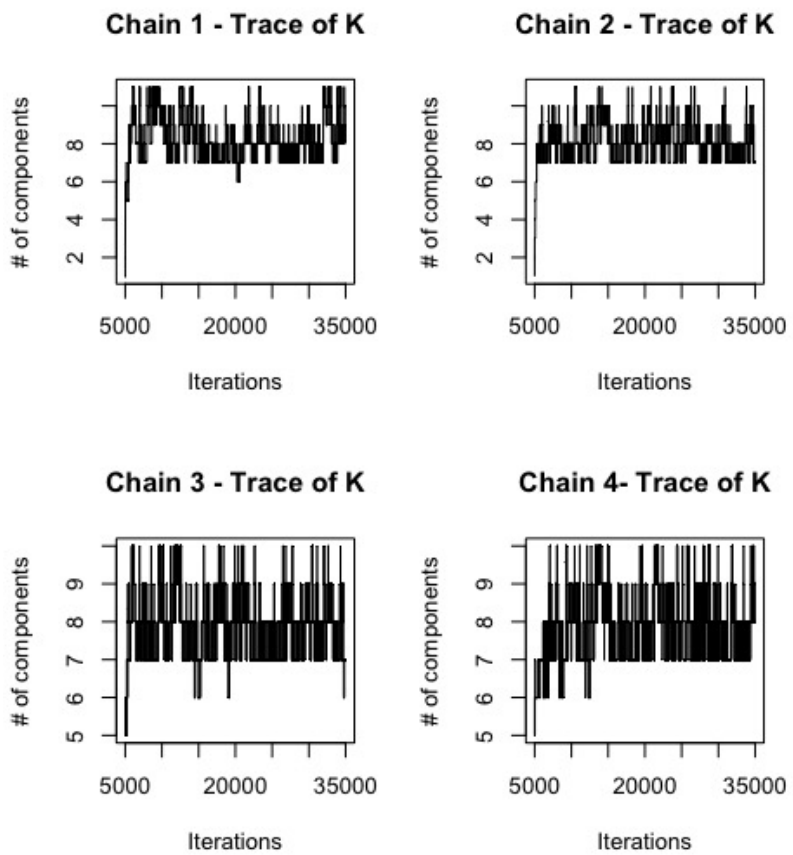 Chain 1 - Trace of K
# of components
8
6
4
2
5000 20000 35000
Iterations
Chain 2 - Trace of K
# of components
8
6
4
2
5000 20000 35000
Iterations
Chain 3 - Trace of K
# of components
9
8
7
6
5
5000 20000 35000
Iterations
Chain 4- Trace of K
# of components
9
8
7
6
5
5000 20000 35000
Iterations